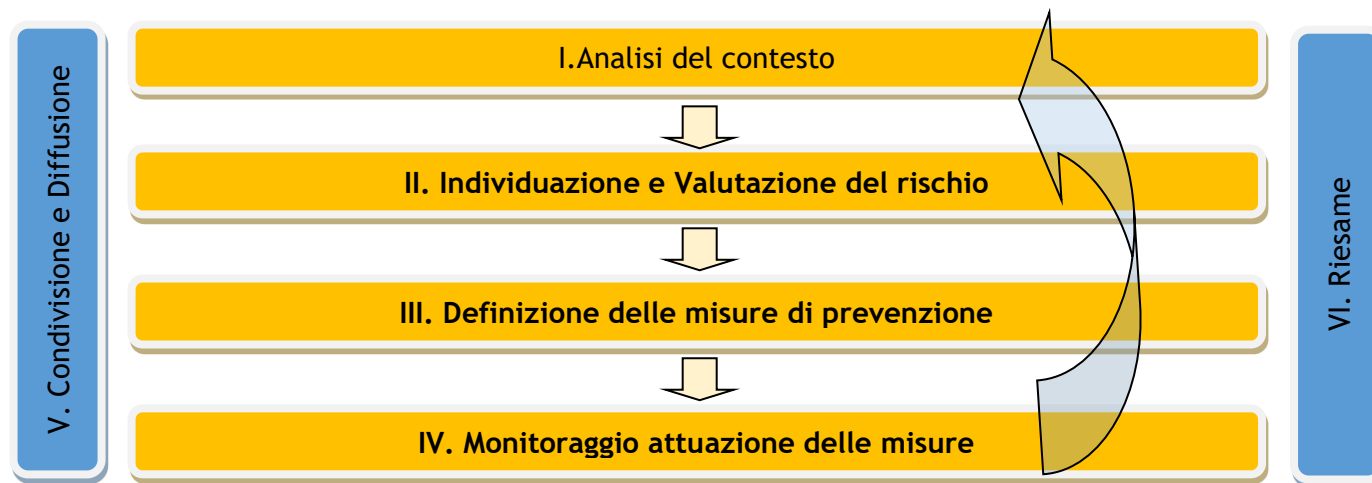 V. Condivisione e Diffusione
I.Analisi del contesto
II. Individuazione e Valutazione del rischio
III. Definizione delle misure di prevenzione
IV. Monitoraggio attuazione delle misure
VI. Riesame